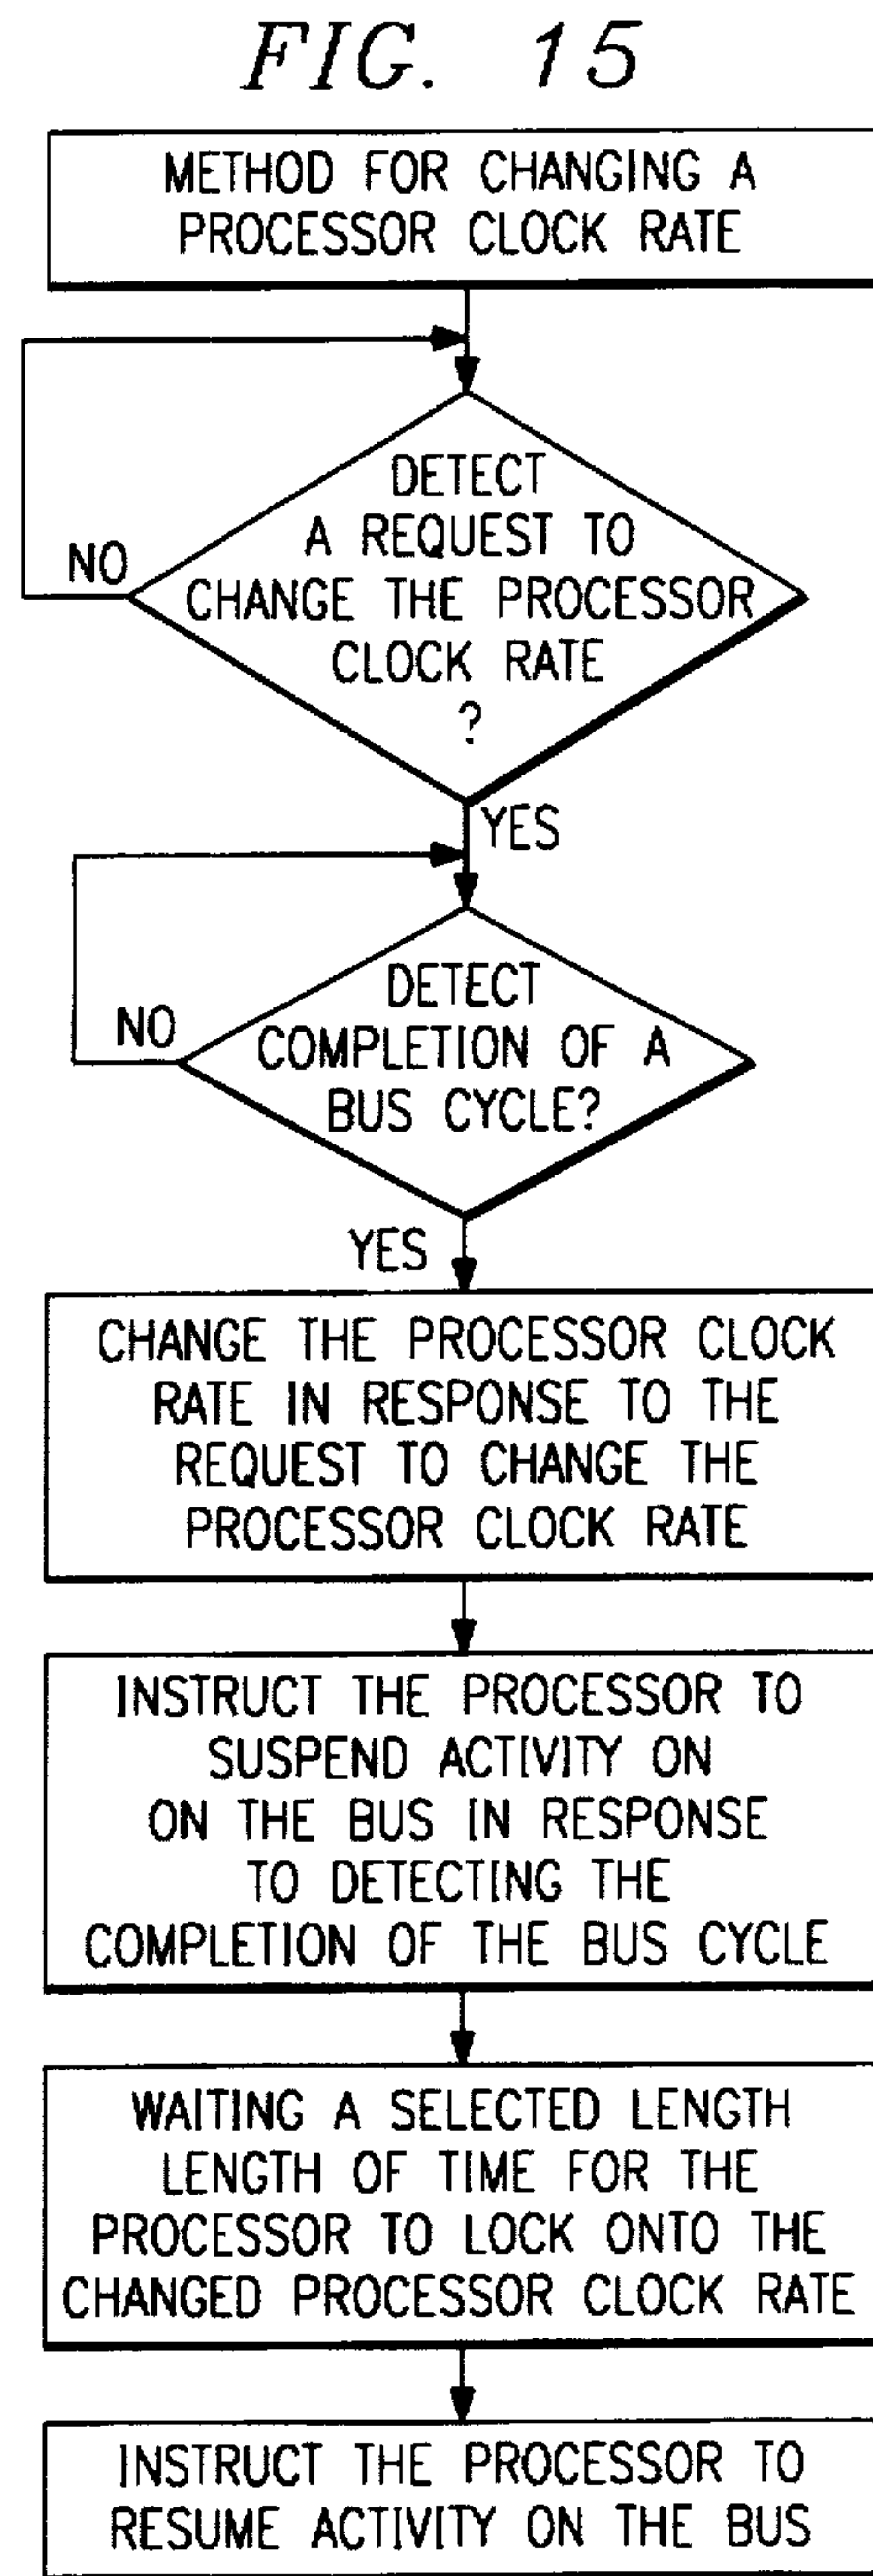 FIG. 15
METHOD FOR CHANGING A
PROCESSOR CLOCK RATE
DETECT
A REQUEST TO
CHANGE THE PROCESSOR
CLOCK RATE
?
NO
YES
DETECT
COMPLETION OF A
BUS CYCLE?
NO
YES
CHANGE THE PROCESSOR CLOCK
RATE IN RESPONSE TO THE
REQUEST TO CHANGE THE
PROCESSOR CLOCK RATE
INSTRUCT THE PROCESSOR TO
SUSPEND ACTIVITY ON
ON THE BUS IN RESPONSE
TO DETECTING THE
COMPLETION OF THE BUS CYCLE
WAITING A SELECTED LENGTH
LENGTH OF TIME FOR THE
PROCESSOR TO LOCK ONTO THE
CHANGED PROCESSOR CLOCK RATE
INSTRUCT THE PROCESSOR TO
RESUME ACTIVITY ON THE BUS